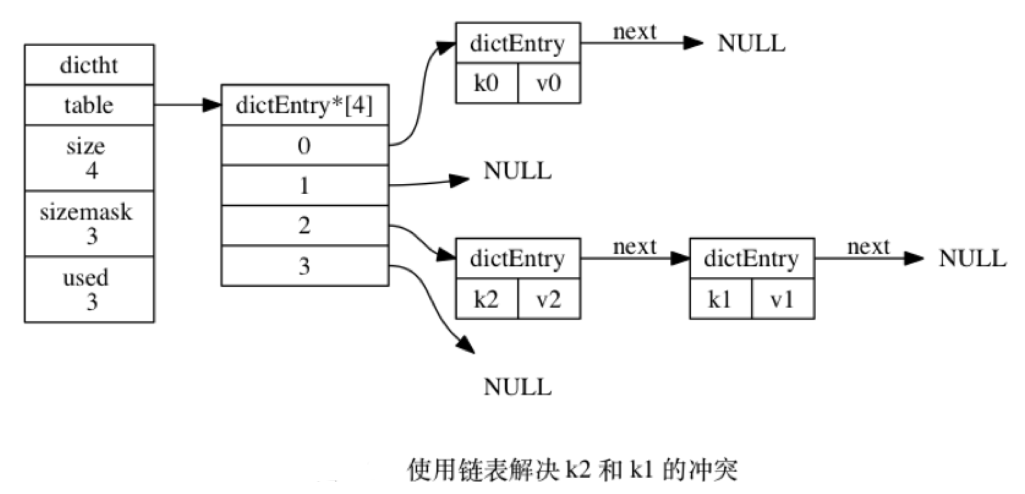 dictht
table
size
4
sizemask
3
used
3
dictEntry*[4]
0
1
2
3
dictEntry
k0 v0
next
NULL
NULL
dictEntry
k2 v2
next
dictEntry
k1 v1
next
NULL
NULL
使用链表解决 k2 和 k1 的冲突